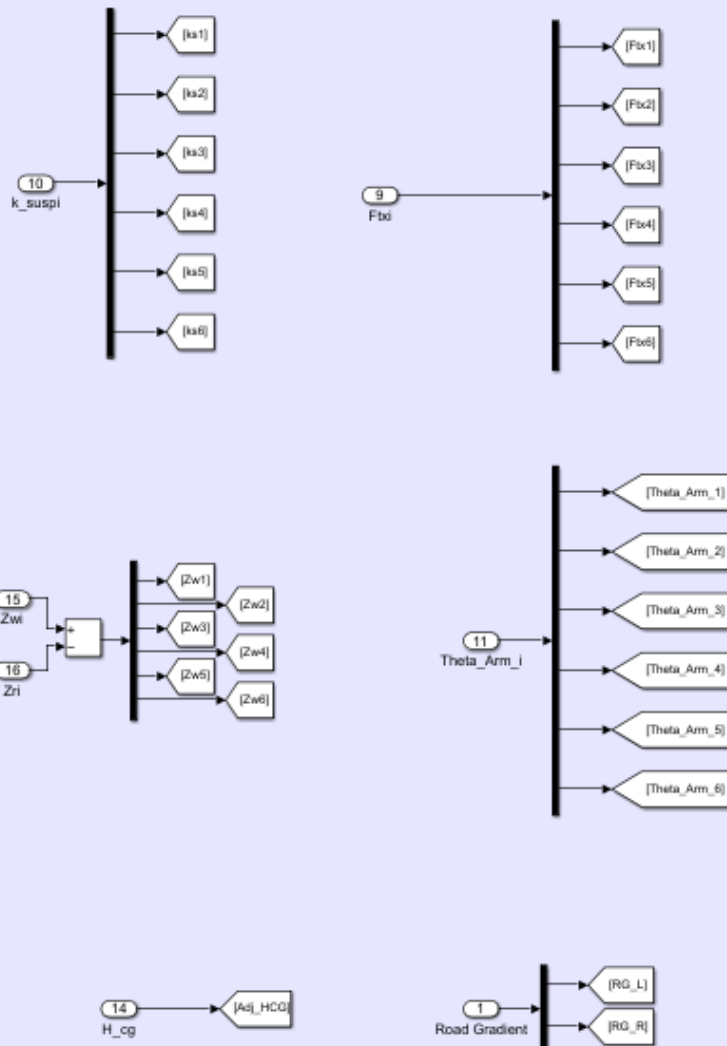 [ks1]
[ks2]
[ks3]
[ks4]
[ks5]
[ks6]
10
k_suspi
[Ftx1]
[Ftx2]
[Ftx3]
[Ftx4]
[Ftx5]
[Ftx6]
9
Ftxi
15
Zwi
16
Zri
+
−
[Zw1]
[Zw2]
[Zw3]
[Zw4]
[Zw5]
[Zw6]
11
Theta_Arm_i
[Theta_Arm_1]
[Theta_Arm_2]
[Theta_Arm_3]
[Theta_Arm_4]
[Theta_Arm_5]
[Theta_Arm_6]
14
H_cg
[Adj_HCG]
1
Road Gradient
[RG_L]
[RG_R]